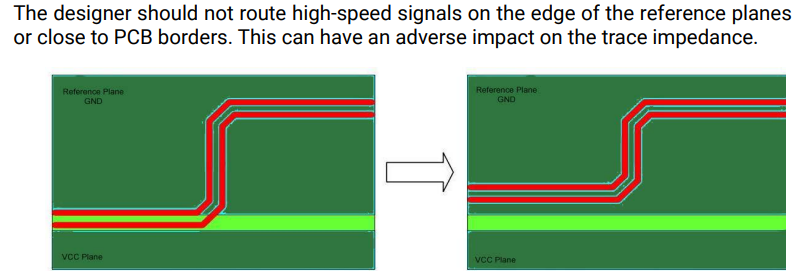 The designer should not route high-speed signals on the edge of the reference planes
or close to PCB borders. This can have an adverse impact on the trace impedance.
Reference Plane
GND
Reference Plane
GND
VCC Plane
VCC Plane